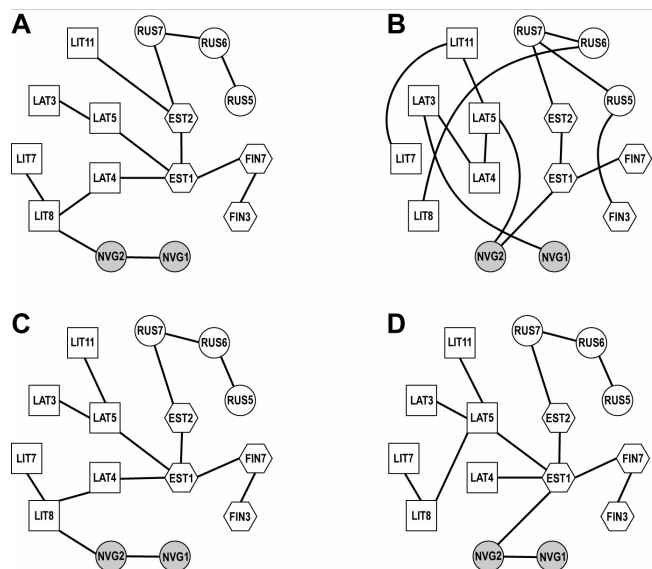 A
RUS7
RUS6
LIT11
RUS5
LAT3
LAT5
EST2
LIT7
LAT4
EST1
FIN7
LIT8
FIN3
NVG2
NVG1
B
RUS7
RUS6
LIT11
RUS5
LAT3
LAT5
EST2
LIT7
LAT4
EST1
FIN7
LIT8
FIN3
NVG2
NVG1
C
RUS7
RUS6
LIT11
RUS5
LAT3
LAT5
EST2
LIT7
LAT4
EST1
FIN7
LIT8
FIN3
NVG2
NVG1
D
RUS7
RUS6
LIT11
RUS5
LAT3
LAT5
EST2
LIT7
LAT4
EST1
FIN7
LIT8
FIN3
NVG2
NVG1